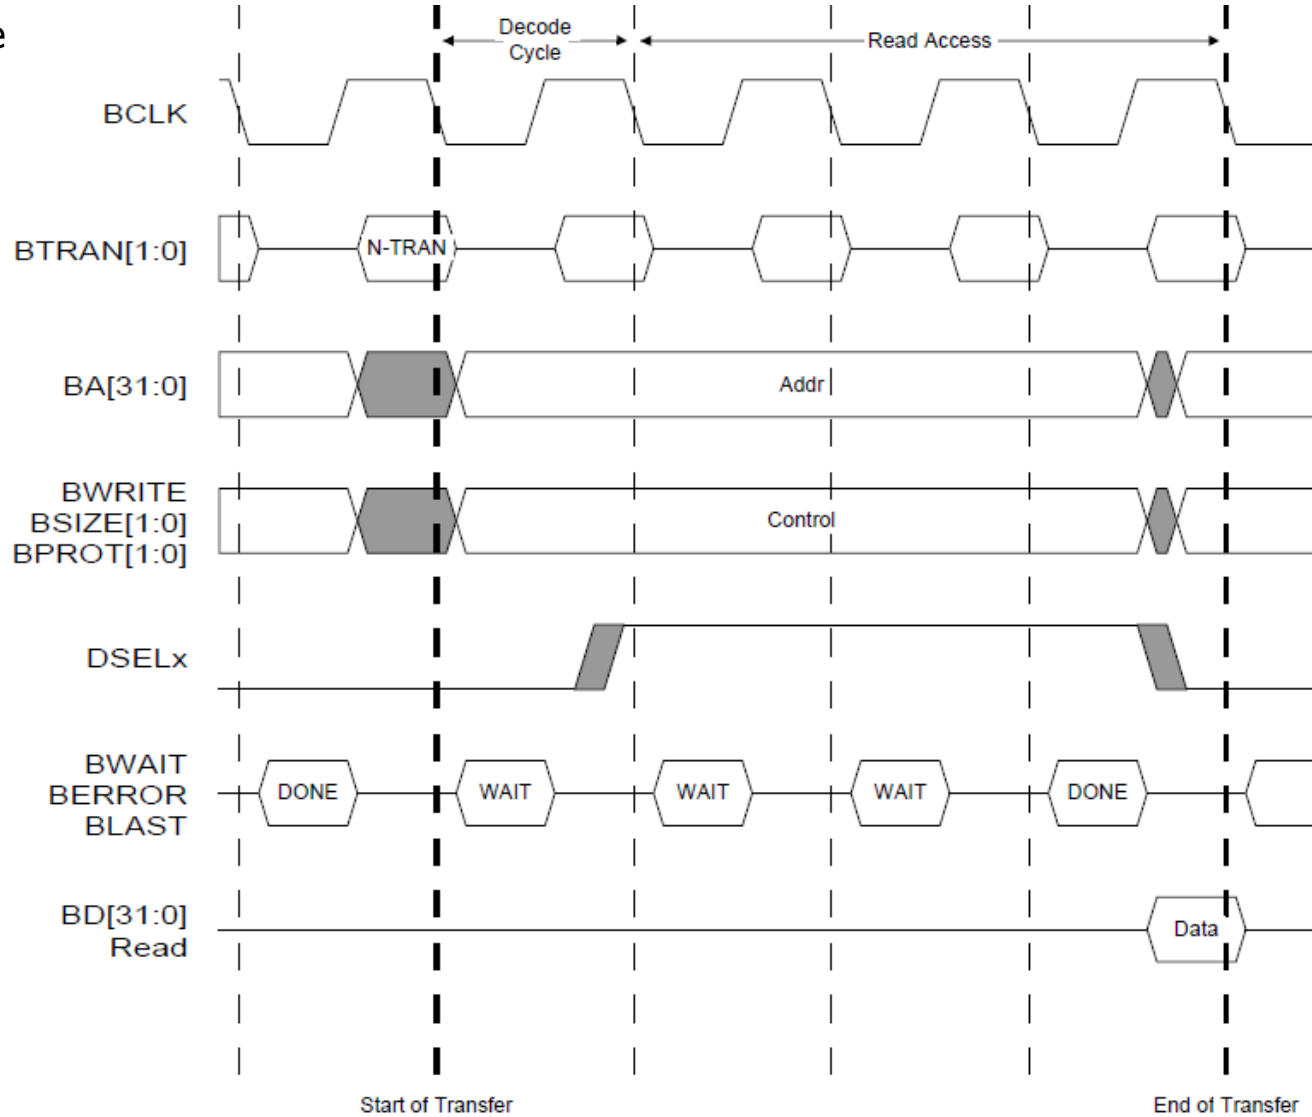 e
Decode
Cycle
Read Access
BCLK
BTRAN[1:0]
N-TRAN
BA[31:0]
Addr
BWRITE
BSIZE[1:0]
BPROT[1:0]
Control
DSELx
BWAIT
BERROR
BLAST
DONE
WAIT
WAIT
WAIT
DONE
BD[31:0]
Read
Data
Start of Transfer
End of Transfer